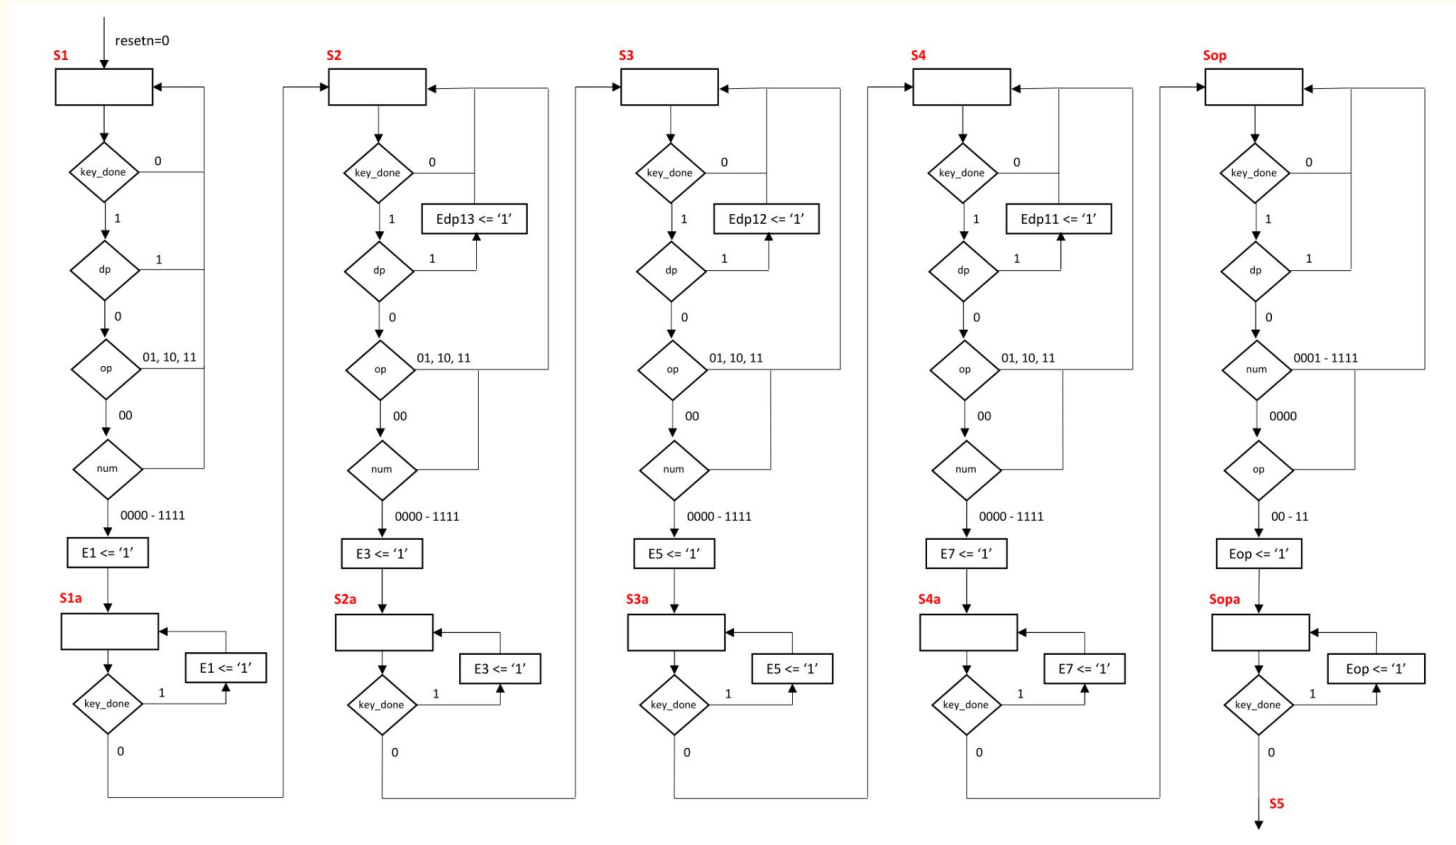 resetn=0
S1
key_done
0
1
dp
1
0
op
01, 10, 11
00
num
0000 - 1111
E1 <= ‘1’
S1a
E1 <= ‘1’
key_done
1
0
S2
key_done
0
1
Edp13 <= ‘1’
dp
1
0
op
01, 10, 11
00
num
0000 - 1111
E3 <= ‘1’
S2a
E3 <= ‘1’
key_done
1
0
S3
key_done
0
1
Edp12 <= ‘1’
dp
1
0
op
01, 10, 11
00
num
0000 - 1111
E5 <= ‘1’
S3a
E5 <= ‘1’
key_done
1
0
S4
key_done
0
1
Edp11 <= ‘1’
dp
1
0
op
01, 10, 11
00
num
0000 - 1111
E7 <= ‘1’
S4a
E7 <= ‘1’
key_done
1
0
Sop
key_done
0
1
dp
1
0
num
0001 - 1111
0000
op
00 - 11
Eop <= ‘1’
Sopa
Eop <= ‘1’
key_done
1
0
S5